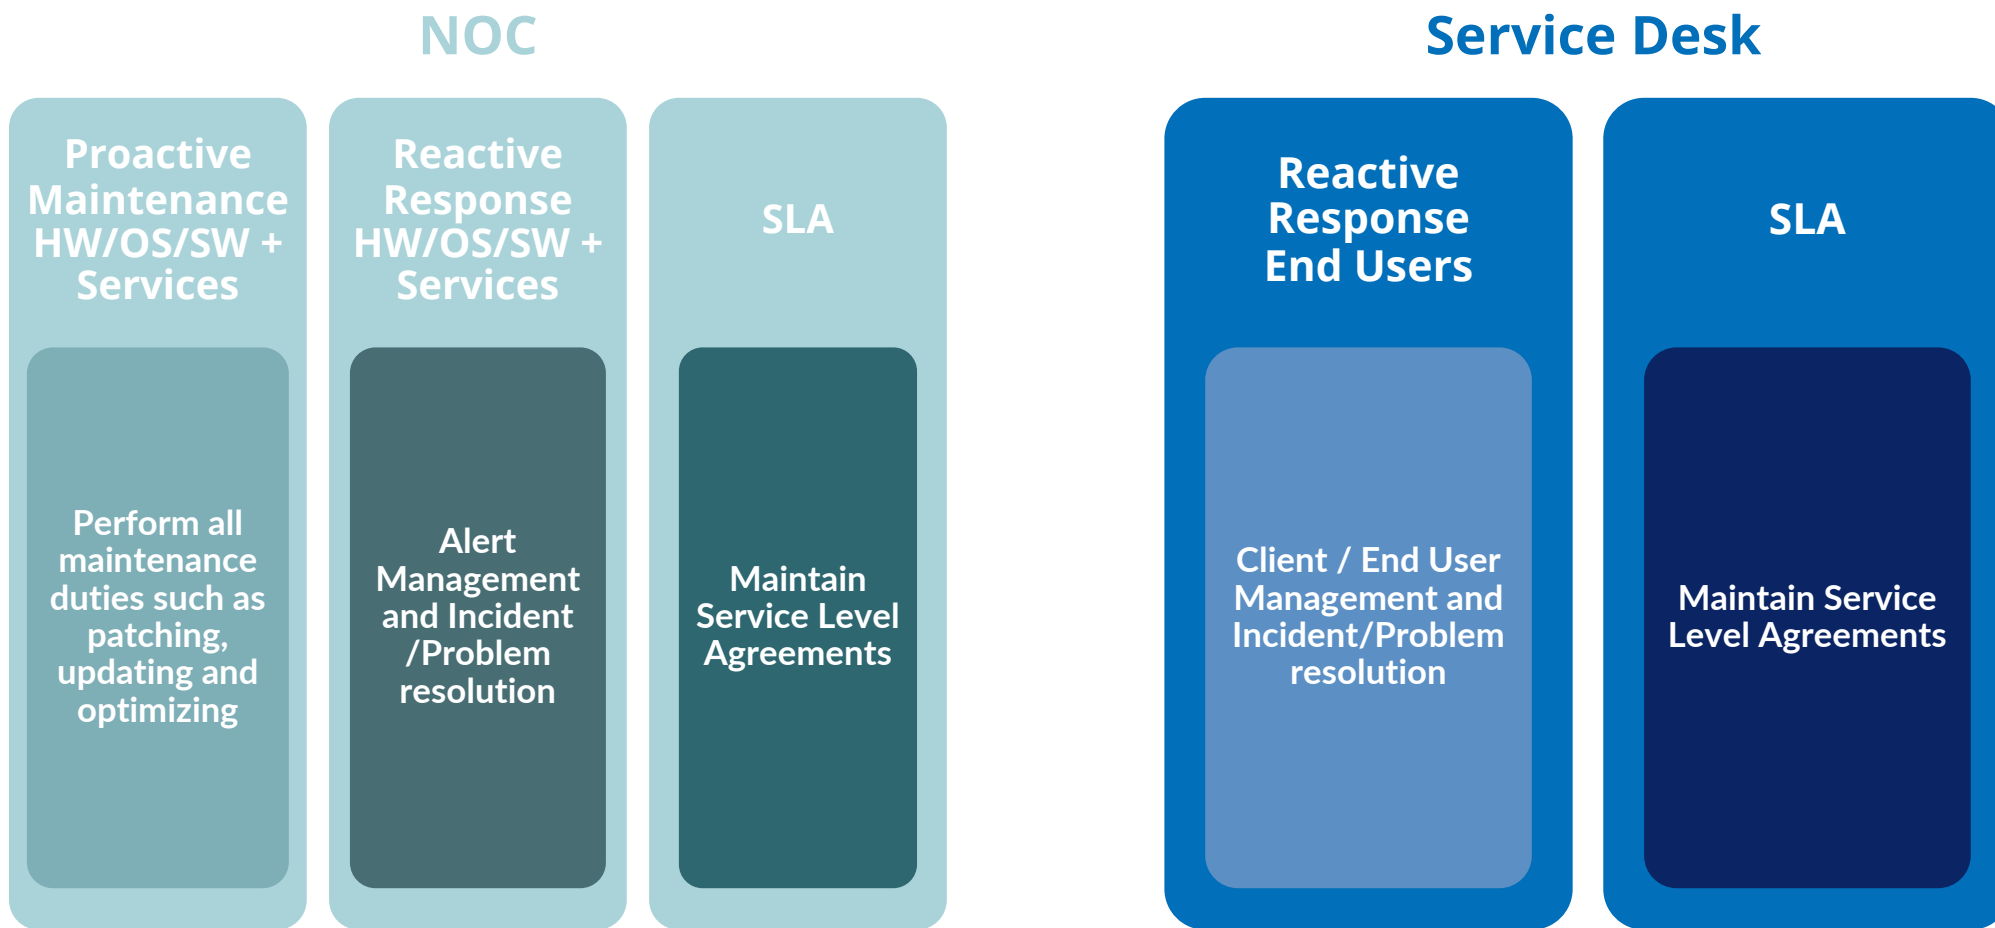 NOC
Proactive
Maintenance
HW/OS/SW +
Services
Perform all
maintenance
duties such as
patching,
updating and
optimizing
Reactive
Response
HW/OS/SW +
Services
Alert
Management
and Incident
/Problem
resolution
SLA
Maintain
Service Level
Agreements
Service Desk
Reactive
Response
End Users
Client / End User
Management and
Incident/Problem
resolution
SLA
Maintain Service
Level Agreements